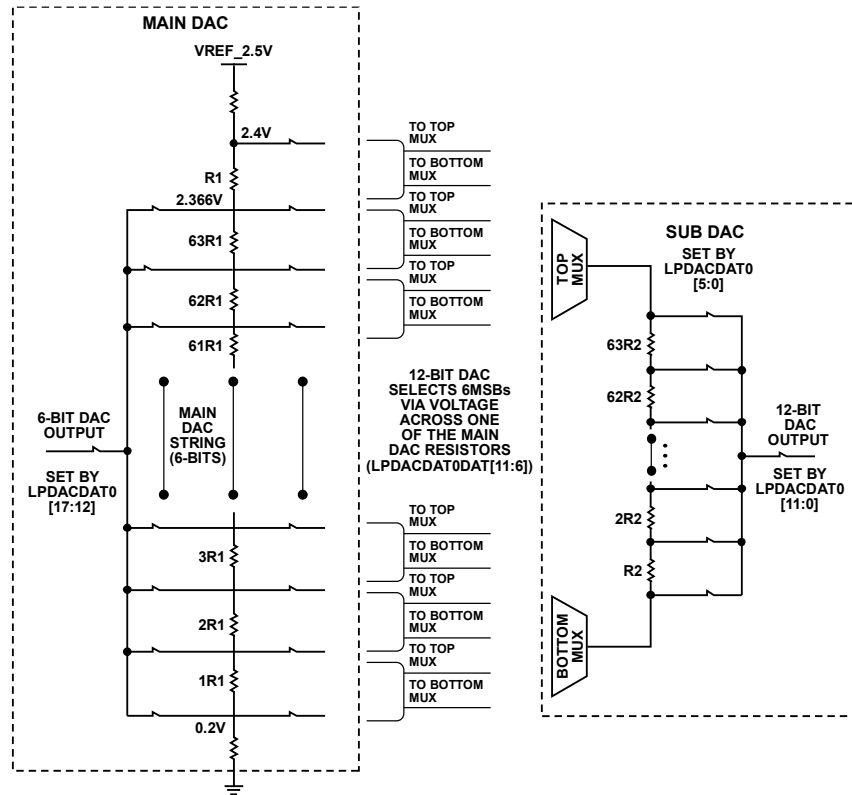 MAIN DAC
VREF_2.5V
2.4V
R1
2.366V
63R1
62R1
61R1
6-BIT DAC
OUTPUT
SET BY
LPDACDAT0
[17:12]
MAIN
DAC
STRING
(6-BITS)
3R1
2R1
1R1
0.2V
TO TOP
MUX
TO BOTTOM
MUX
TO TOP
MUX
TO BOTTOM
MUX
TO TOP
MUX
TO BOTTOM
MUX
12-BIT DAC
SELECTS 6MSBs
VIA VOLTAGE
ACROSS ONE
OF THE MAIN
DAC RESISTORS
(LPDACDAT0DAT[11:6])
TO TOP
MUX
TO BOTTOM
MUX
TO TOP
MUX
TO BOTTOM
MUX
TO TOP
MUX
TO BOTTOM
MUX
SUB DAC
SET BY
LPDACDAT0
[5:0]
TOP
MUX
63R2
62R2
2R2
R2
BOTTOM
MUX
12-BIT
DAC
OUTPUT
SET BY
LPDACDAT0
[11:0]